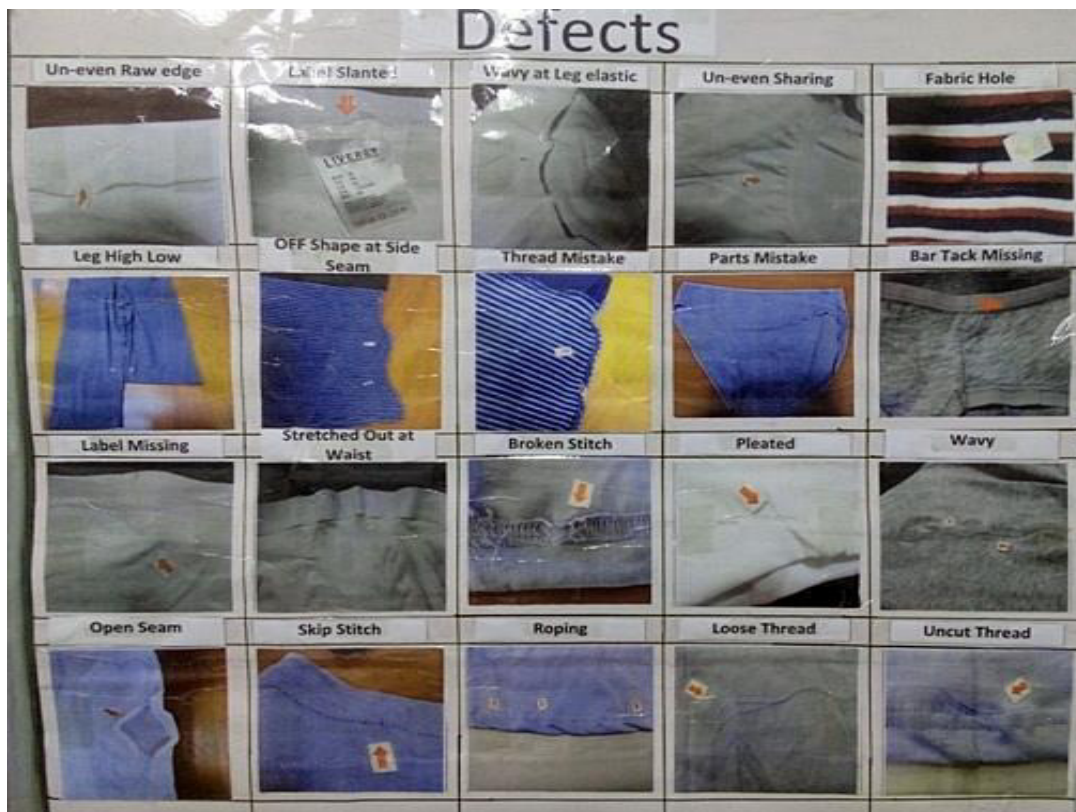 Defects
Un-even Raw edge
Label Slanted
Wavy at Leg elastic
Un-even Sharing
Fabric Hole
Leg High Low
OFF Shape at Side
Seam
Thread Mistake
Parts Mistake
Bar Tack Missing
Label Missing
Stretched Out at
Waist
Broken Stitch
Pleated
Wavy
Open Seam
Skip Stitch
Roping
Loose Thread
Uncut Thread